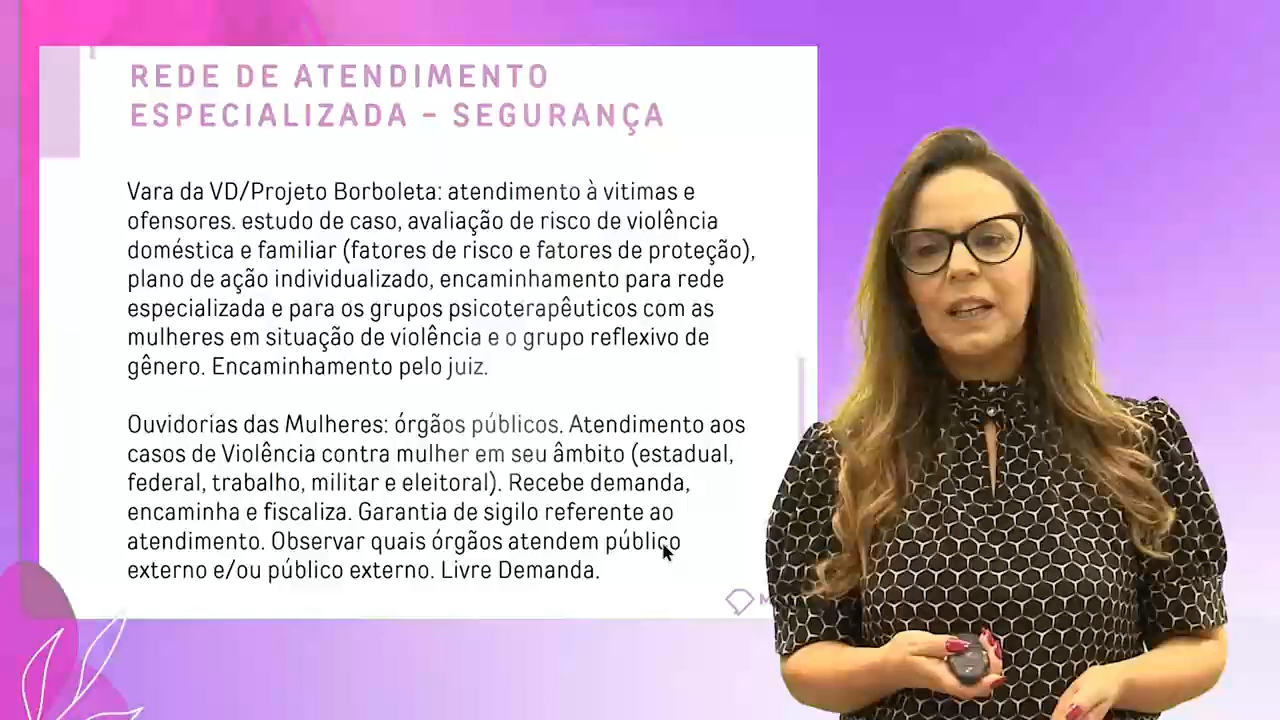 REDE DE ATENDIMENTO
ESPECIALIZADA - SEGURANÇA
Vara da VD/Projeto Borboleta: atendimento à vitimas e
ofensores. estudo de caso, avaliação de risco de violência
doméstica e familiar (fatores de risco e fatores de proteção),
plano de ação individualizado, encaminhamento para rede
especializada e para os grupos psicoterapêuticos com as
mulheres em situação de violência e o grupo reflexivo de
gênero. Encaminhamento pelo juiz.
Ouvidorias das Mulheres: órgãos públicos. Atendimento aos
casos de Violência contra mulher em seu âmbito (estadual,
federal, trabalho, militar e eleitoral). Recebe demanda,
encaminha e fiscaliza. Garantia de sigilo referente ao
atendimento. Observar quais órgãos atendem público
externo e/ou público externo. Livre Demanda.